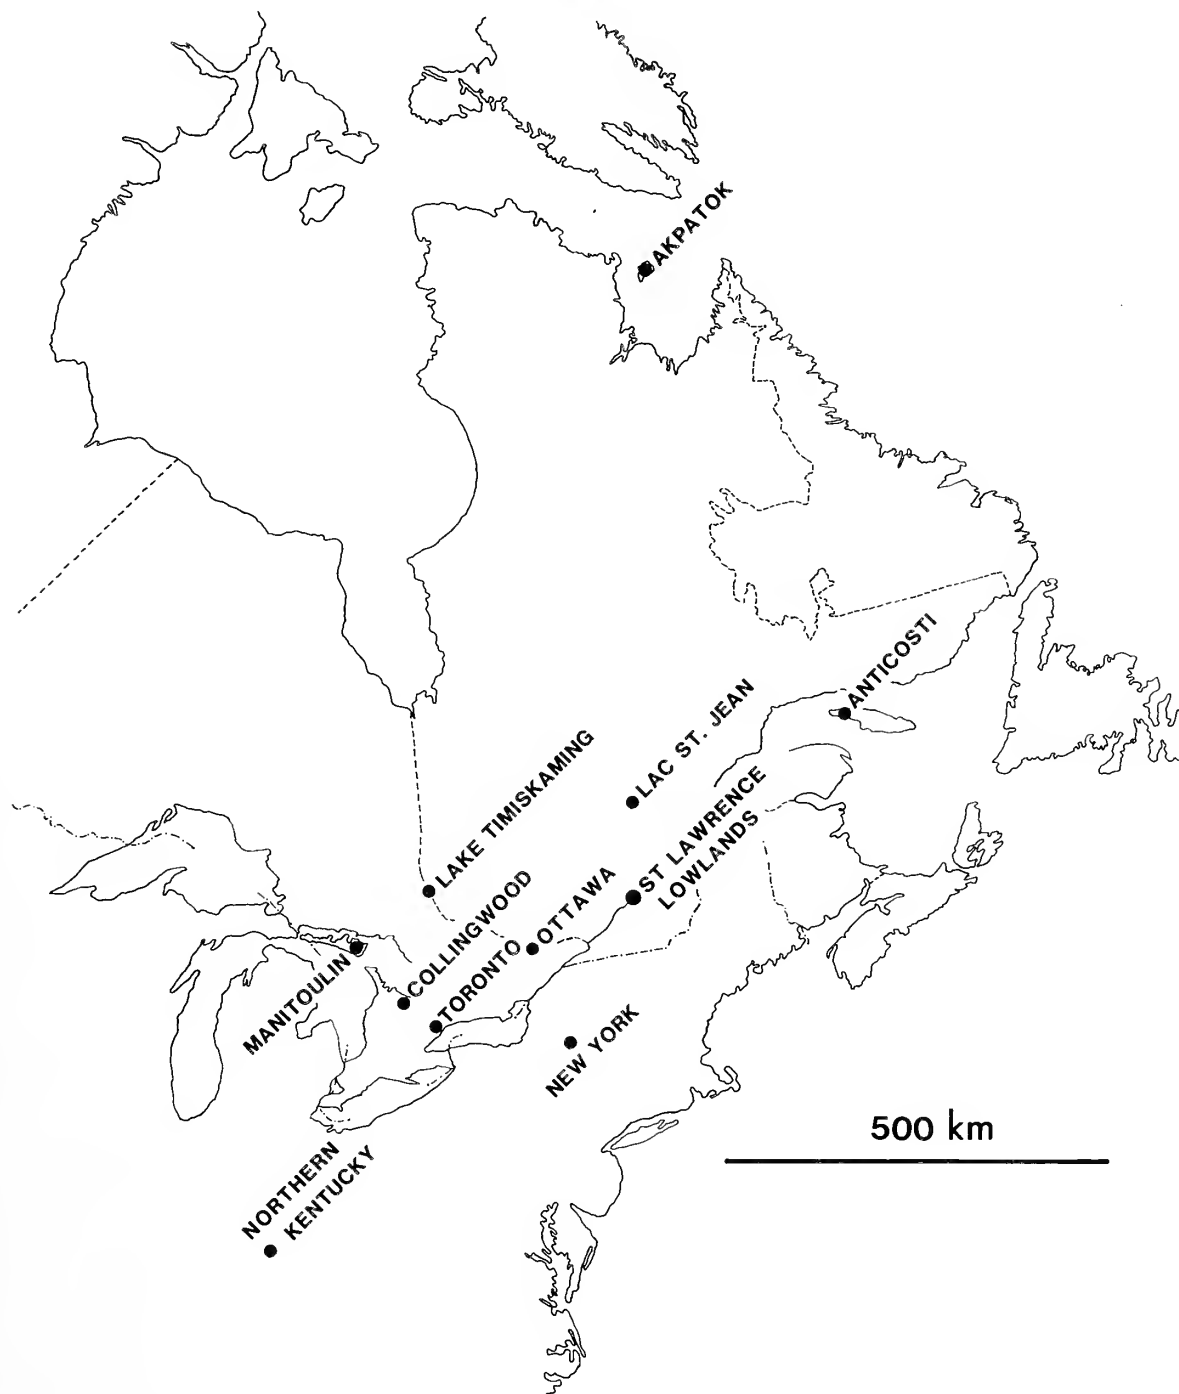 AKPATOK
ANTICOSTI
LAC ST. JEAN
LAKE TIMISKAMING
ST LAWRENCE
LOWLANDS
OTTAWA
COLLINGWOOD
TORONTO
MANITOULIN
NEW YORK
500 km
NORTHERN
KENTUCKY